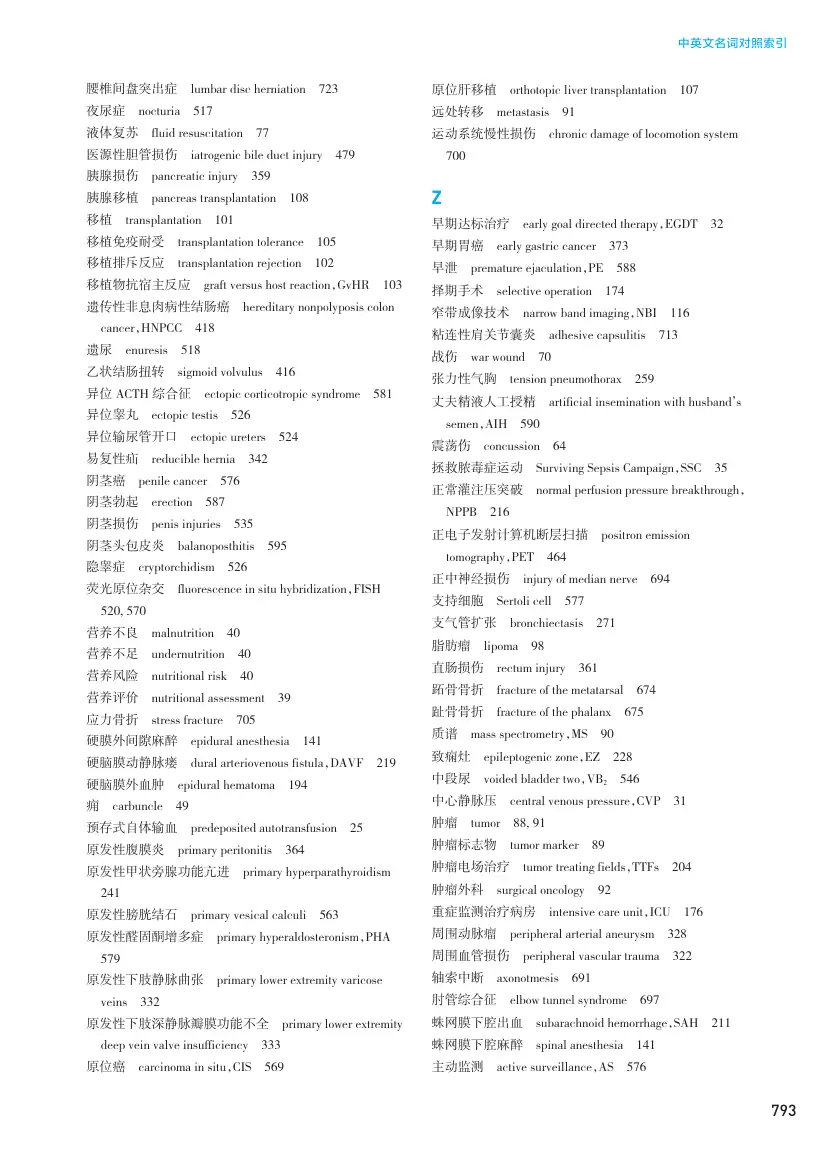 中英文名词对照索引
腰椎间盘突出症 lumbar disc herniation 723
夜尿症 nocturia 517
液体复苏 fluid resuscitation 77
医源性胆管损伤 iatrogenic bile duct injury 479
胰腺损伤 pancreatic injury 359
胰腺移植 pancreas transplantation 108
移植 transplantation 101
移植免疫耐受 transplantation tolerance 105
移植排斥反应 transplantation rejection 102
移植物抗宿主反应 graft versus host reaction,GvHR 103
遗传性非息肉病性结肠癌 hereditary nonpolyposis colon
cancer,HNPCC 418
遗尿 enuresis 518
乙状结肠扭转 sigmoid volvulus 416
异位 ACTH 综合征 ectopic corticotropic syndrome 581
异位睾丸 ectopic testis 526
异位输尿管开口 ectopic ureters 524
易复性疝 reducible hernia 342
阴茎癌 penile cancer 576
阴茎勃起 erection 587
阴茎损伤 penis injuries 535
阴茎头包皮炎 balanoposthitis 595
隐睾症 cryptorchidism 526
荧光原位杂交 fluorescence in situ hybridization,FISH
520, 570
营养不良 malnutrition 40
营养不足 undernutrition 40
营养风险 nutritional risk 40
营养评价 nutritional assessment 39
应力骨折 stress fracture 705
硬膜外间隙麻醉 epidural anesthesia 141
硬脑膜动静脉瘘 dural arteriovenous fistula,DAVF 219
硬脑膜外血肿 epidural hematoma 194
痈 carbuncle 49
预存式自体输血 predeposited autotransfusion 25
原发性腹膜炎 primary peritonitis 364
原发性甲状旁腺功能亢进 primary hyperparathyroidism
241
原发性膀胱结石 primary vesical calculi 563
原发性醛固酮增多症 primary hyperaldosteronism,PHA
579
原发性下肢静脉曲张 primary lower extremity varicose
veins 332
原发性下肢深静脉瓣膜功能不全 primary lower extremity
deep vein valve insufficiency 333
原位癌 carcinoma in situ,CIS 569
原位肝移植 orthotopic liver transplantation 107
远处转移 metastasis 91
运动系统慢性损伤 chronic damage of locomotion system
700
Z
早期达标治疗 early goal directed therapy,EGDT 32
早期胃癌 early gastric cancer 373
早泄 premature ejaculation,PE 588
择期手术 selective operation 174
窄带成像技术 narrow band imaging,NBI 116
粘连性肩关节囊炎 adhesive capsulitis 713
战伤 war wound 70
张力性气胸 tension pneumothorax 259
丈夫精液人工授精 artificial insemination with husband's
semen,AIH 590
震荡伤 concussion 64
拯救脓毒症运动 Surviving Sepsis Campaign,SSC 35
正常灌注压突破 normal perfusion pressure breakthrough,
NPPB 216
正电子发射计算机断层扫描 positron emission
tomography,PET 464
正中神经损伤 injury of median nerve 694
支持细胞 Sertoli cell 577
支气管扩张 bronchiectasis 271
脂肪瘤 lipoma 98
直肠损伤 rectum injury 361
跖骨骨折 fracture of the metatarsal 674
趾骨骨折 fracture of the phalanx 675
质谱 mass spectrometry,MS 90
致痫灶 epileptogenic zone,EZ 228
中段尿 voided bladder two,VB₂ 546
中心静脉压 central venous pressure,CVP 31
肿瘤 tumor 88, 91
肿瘤标志物 tumor marker 89
肿瘤电场治疗 tumor treating fields,TTFs 204
肿瘤外科 surgical oncology 92
重症监测治疗病房 intensive care unit,ICU 176
周围动脉瘤 peripheral arterial aneurysm 328
周围血管损伤 peripheral vascular trauma 322
轴索中断 axonotmesis 691
肘管综合征 elbow tunnel syndrome 697
蛛网膜下腔出血 subarachnoid hemorrhage,SAH 211
蛛网膜下腔麻醉 spinal anesthesia 141
主动监测 active surveillance,AS 576
793